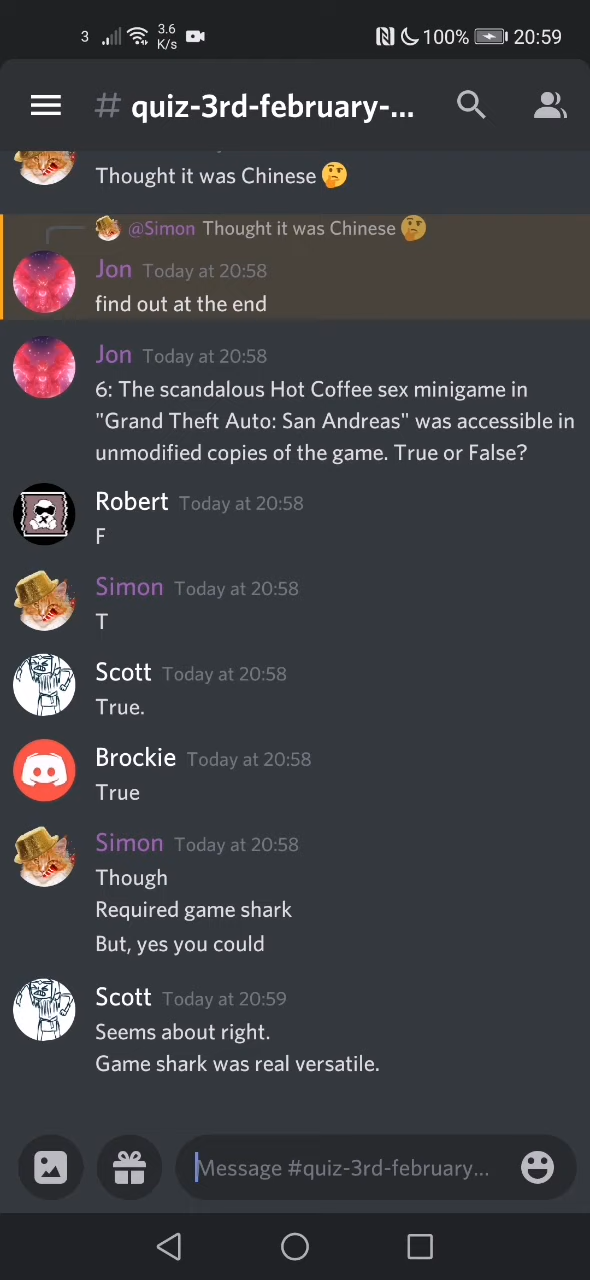 3 3.6 K/s 100% 20:59
# quiz-3rd-february-...
Thought it was Chinese 🤔
@Simon Thought it was Chinese 🤔
Jon Today at 20:58
find out at the end
Jon Today at 20:58
6: The scandalous Hot Coffee sex minigame in
"Grand Theft Auto: San Andreas" was accessible in
unmodified copies of the game. True or False?
Robert Today at 20:58
F
Simon Today at 20:58
T
Scott Today at 20:58
True.
Brockie Today at 20:58
True
Simon Today at 20:58
Though
Required game shark
But, yes you could
Scott Today at 20:59
Seems about right.
Game shark was real versatile.
Message #quiz-3rd-february...